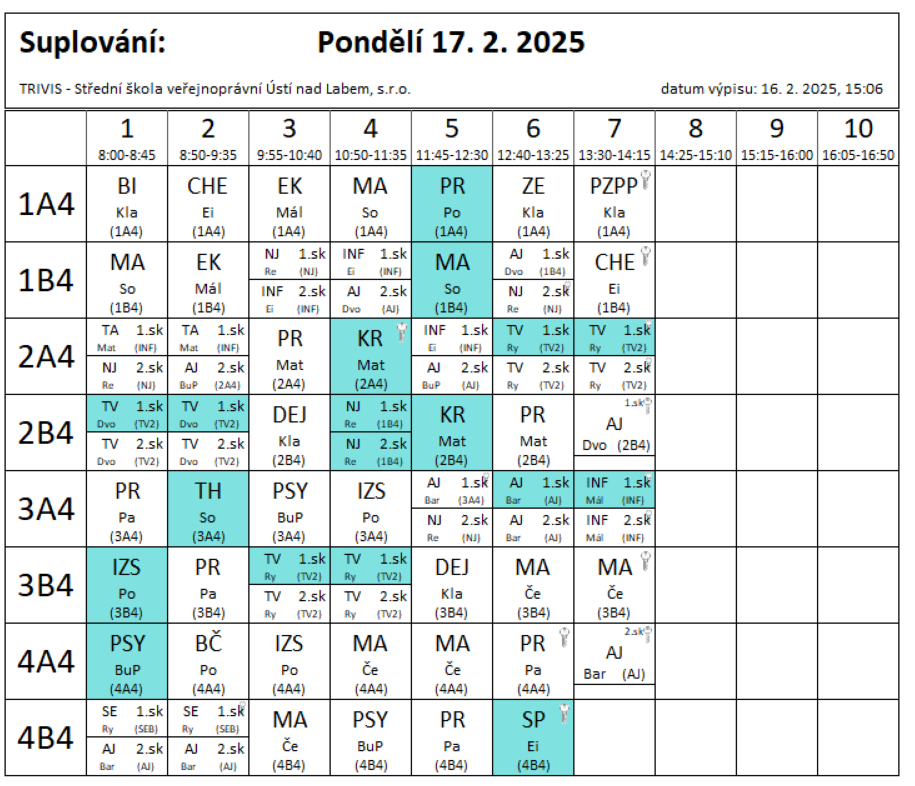 Suplování: Pondělí 17. 2. 2025
TRIVIS - Střední škola veřejnoprávní Ústí nad Labem, s.r.o. datum výpisu: 16. 2. 2025, 15:06
1 2 3 4 5 6 7 8 9 10
8:00-8:45 8:50-9:35 9:55-10:40 10:50-11:35 11:45-12:30 12:40-13:25 13:30-14:15 14:25-15:10 15:15-16:00 16:05-16:50
1A4
BI CHE EK MA PR ZE PZPP
Kla Ei Mál So Po Kla Kla
(1A4) (1A4) (1A4) (1A4) (1A4) (1A4) (1A4)
1B4
MA
So
(1B4)
EK
Mál
(1B4)
NJ 1.sk
Re (NJ)
INF 2.sk
Ei (INF)
INF 1.sk
Ei (INF)
AJ 2.sk
Dvo (AJ)
MA
So
(1B4)
AJ 1.sk
Dvo (1B4)
NJ 2.sk
Re (NJ)
CHE
Ei
(1B4)
2A4
TA 1.sk
Mat (INF)
NJ 2.sk
Re (NJ)
TA 1.sk
Mat (INF)
AJ 2.sk
BuP (2A4)
PR
Mat
(2A4)
KR
Mat
(2A4)
INF 1.sk
Ei (INF)
AJ 2.sk
BuP (AJ)
TV 1.sk
Ry (TV2)
TV 2.sk
Ry (TV2)
TV 1.sk
Ry (TV2)
TV 2.sk
Ry (TV2)
2B4
TV 1.sk
Dvo (TV2)
TV 2.sk
Dvo (TV2)
TV 1.sk
Dvo (TV2)
TV 2.sk
Dvo (TV2)
DEJ
Kla
(2B4)
NJ 1.sk
Re (1B4)
NJ 2.sk
Re (1B4)
KR
Mat
(2B4)
PR
Mat
(2B4)
1.sk
AJ
Dvo (2B4)
3A4
PR
Pa
(3A4)
TH
So
(3A4)
PSY
BuP
(3A4)
IZS
Po
(3A4)
AJ 1.sk
Bar (3A4)
NJ 2.sk
Re (NJ)
AJ 1.sk
Bar (AJ)
AJ 2.sk
Bar (AJ)
INF 1.sk
Mál (INF)
INF 2.sk
Mál (INF)
3B4
IZS
Po
(3B4)
PR
Pa
(3B4)
TV 1.sk
Ry (TV2)
TV 2.sk
Ry (TV2)
TV 1.sk
Ry (TV2)
TV 2.sk
Ry (TV2)
DEJ
Kla
(3B4)
MA
Če
(3B4)
MA
Če
(3B4)
4A4
PSY
BuP
(4A4)
BČ
Po
(4A4)
IZS
Po
(4A4)
MA
Če
(4A4)
MA
Če
(4A4)
PR
Pa
(4A4)
2.sk
AJ
Bar (AJ)
4B4
SE 1.sk
Ry (SEB)
AJ 2.sk
Bar (AJ)
SE 1.sk
Ry (SEB)
AJ 2.sk
Bar (AJ)
MA
Če
(4B4)
PSY
BuP
(4B4)
PR
Pa
(4B4)
SP
Ei
(4B4)